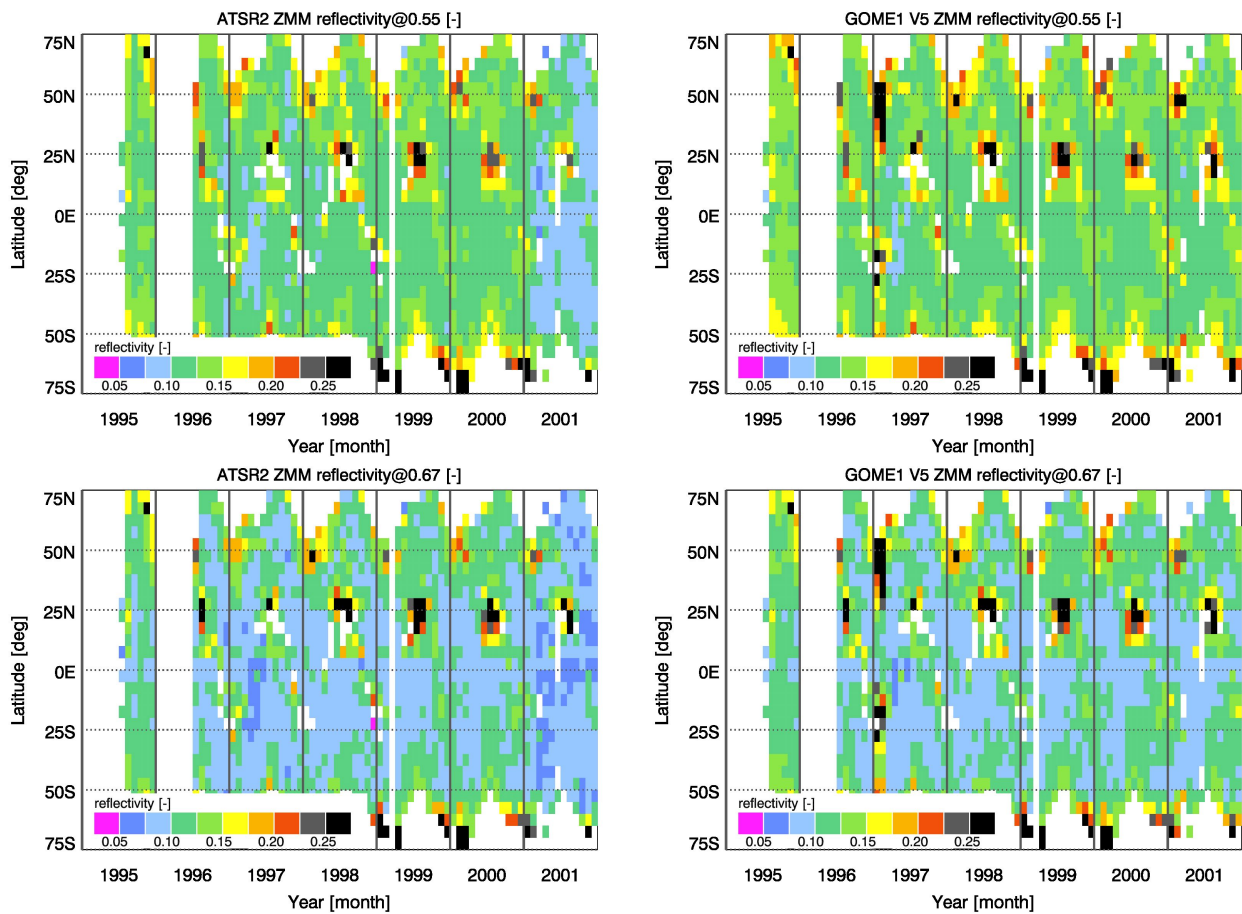 ATSR2 ZMM reflectivity@0.55 [-]
75N
50N
25N
0E
25S
50S
75S
Latitude [deg]
reflectivity [-]
0.05 0.10 0.15 0.20 0.25
1995 1996 1997 1998 1999 2000 2001
Year [month]
GOME1 V5 ZMM reflectivity@0.55 [-]
75N
50N
25N
0E
25S
50S
75S
Latitude [deg]
reflectivity [-]
0.05 0.10 0.15 0.20 0.25
1995 1996 1997 1998 1999 2000 2001
Year [month]
ATSR2 ZMM reflectivity@0.67 [-]
75N
50N
25N
0E
25S
50S
75S
Latitude [deg]
reflectivity [-]
0.05 0.10 0.15 0.20 0.25
1995 1996 1997 1998 1999 2000 2001
Year [month]
GOME1 V5 ZMM reflectivity@0.67 [-]
75N
50N
25N
0E
25S
50S
75S
Latitude [deg]
reflectivity [-]
0.05 0.10 0.15 0.20 0.25
1995 1996 1997 1998 1999 2000 2001
Year [month]